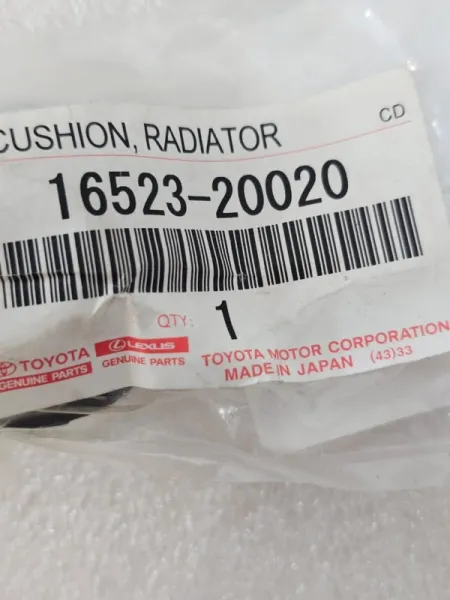 CUSHION, RADIATOR
CD
16523-20020
QTY: 1
TOYOTA
GENUINE PARTS
LEXUS
GENUINE PARTS
TOYOTA MOTOR CORPORATION
MADE IN JAPAN (43)33